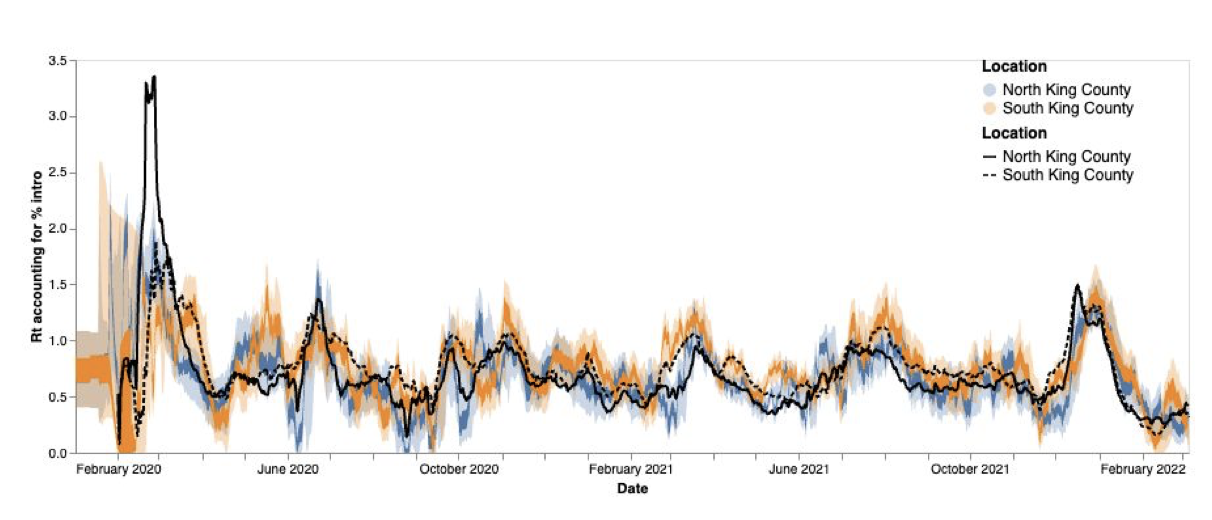 3.5
3.0
2.5
2.0
1.5
1.0
0.5
0.0
Rt accounting for % intro
Location
North King County
South King County
Location
North King County
South King County
February 2020 June 2020 October 2020 February 2021 June 2021 October 2021 February 2022
Date